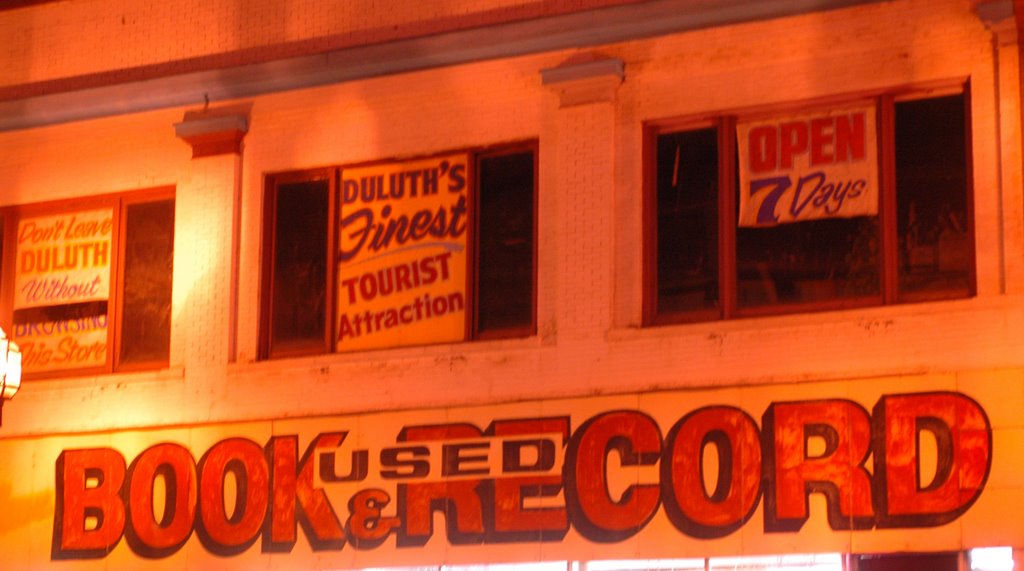 Don't Leave
DULUTH
Without
BROWSING
This Store
DULUTH'S
Finest
TOURIST
Attraction
OPEN
7 Days
USED
BOOK & RECORD